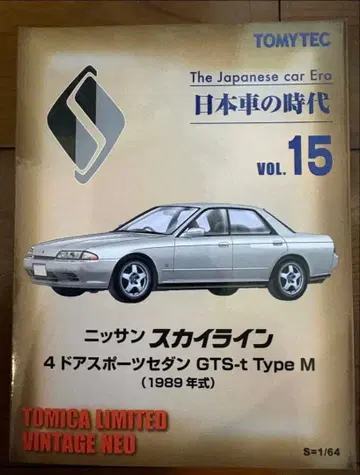 TOMYTEC
The Japanese car Era
日本車の時代
VOL.15
ニッサン スカイライン
4ドアスポーツセダン GTS-t Type M
(1989年式)
TOMICA LIMITED
VINTAGE NEO
S=1/64